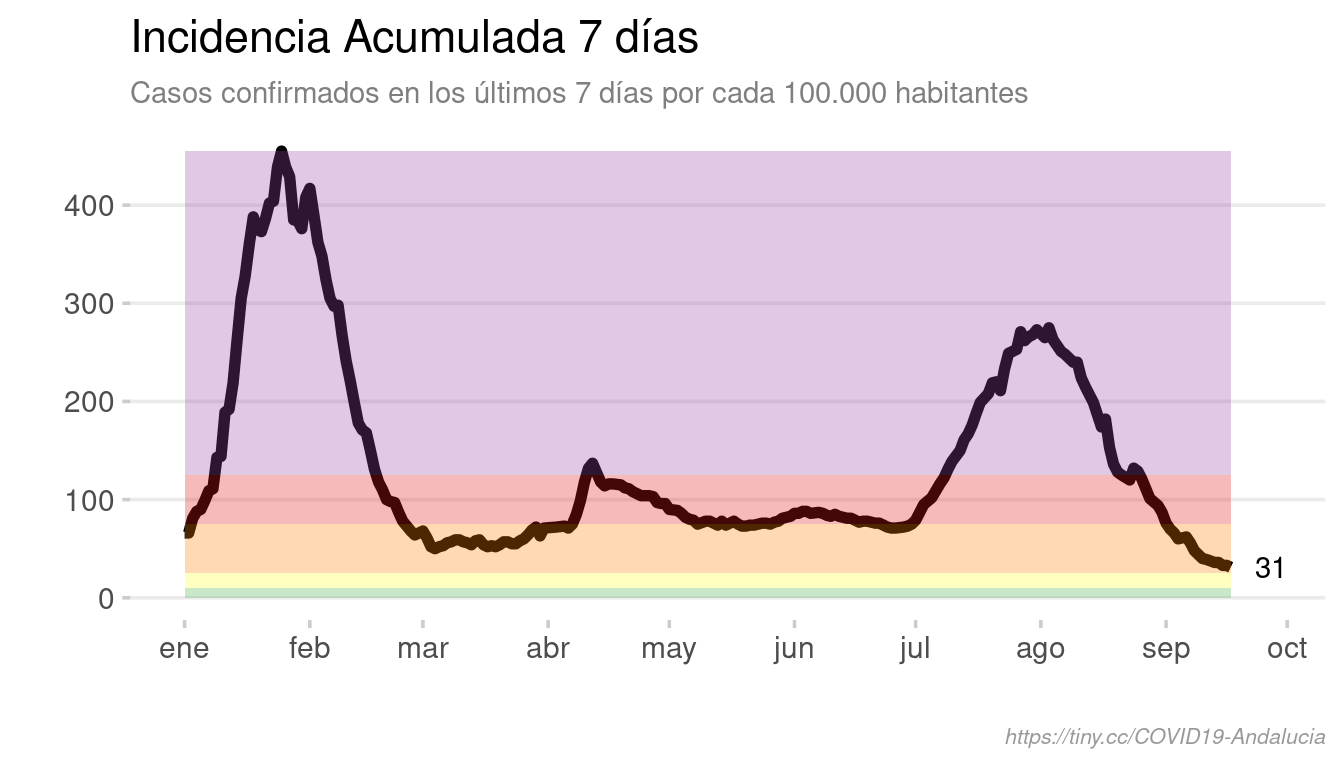 Incidencia Acumulada 7 días
Casos confirmados en los últimos 7 días por cada 100.000 habitantes
400
300
200
100
0
31
ene feb mar abr may jun jul ago sep oct
https://tiny.cc/COVID19-Andalucia